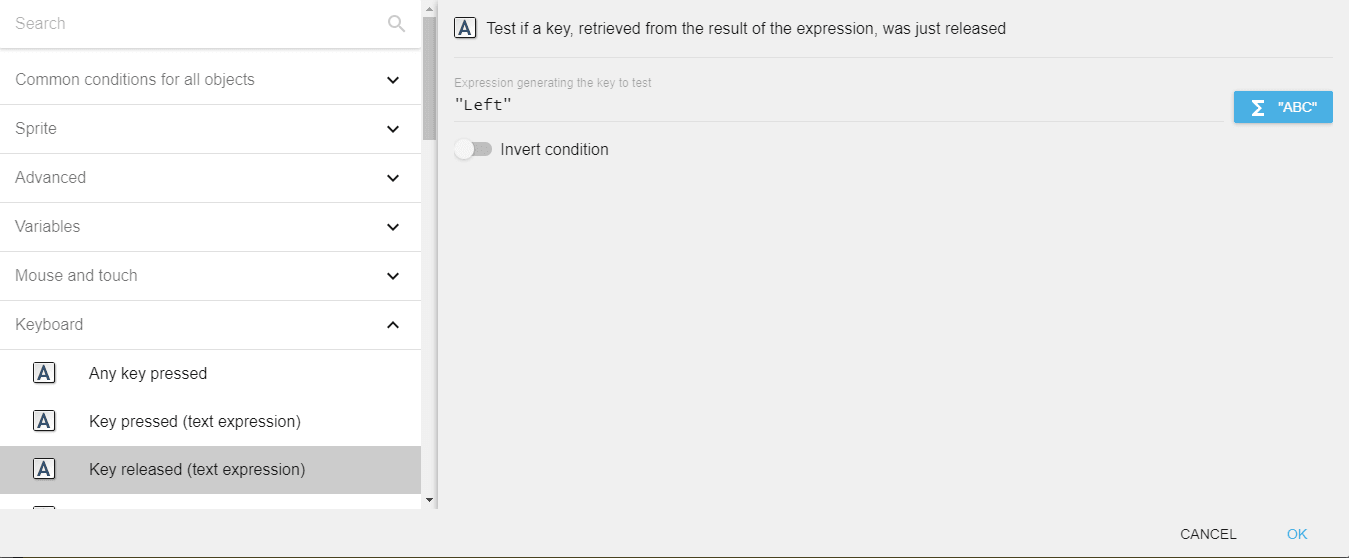 Search
Common conditions for all objects
Sprite
Advanced
Variables
Mouse and touch
Keyboard
A Any key pressed
A Key pressed (text expression)
A Key released (text expression)
A Test if a key, retrieved from the result of the expression, was just released
Expression generating the key to test
"Left"
Σ "ABC"
Invert condition
CANCEL OK